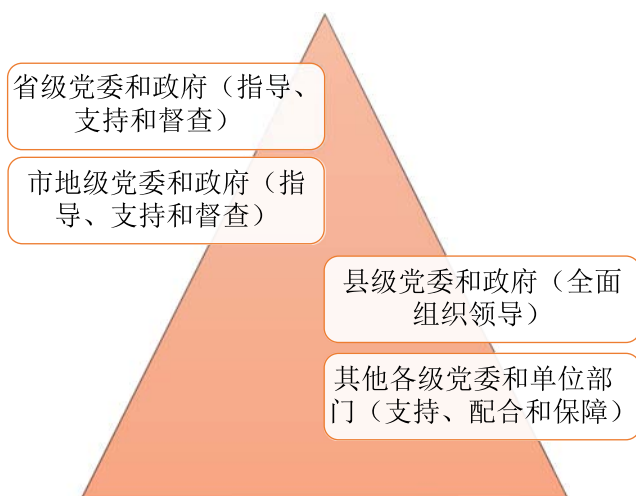 省级党委和政府（指导、
支持和督查）
市地级党委和政府（指
导、支持和督查）
县级党委和政府（全面
组织领导）
其他各级党委和单位部
门（支持、配合和保障）